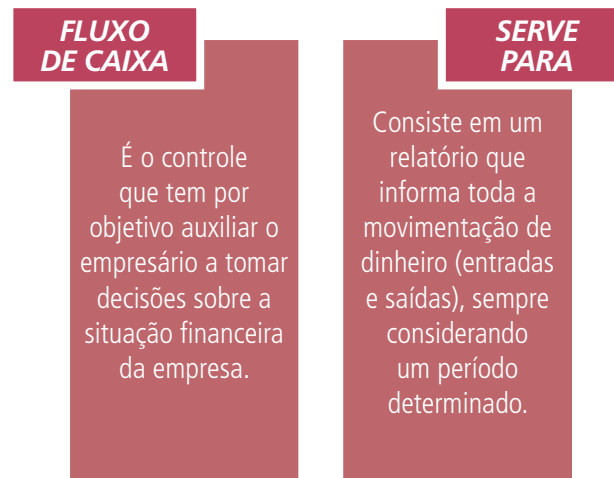 FLUXO
DE CAIXA
É o controle
que tem por
objetivo auxiliar o
empresário a tomar
decisões sobre a
situação financeira
da empresa.
SERVE
PARA
Consiste em um
relatório que
informa toda a
movimentação de
dinheiro (entradas
e saídas), sempre
considerando
um período
determinado.